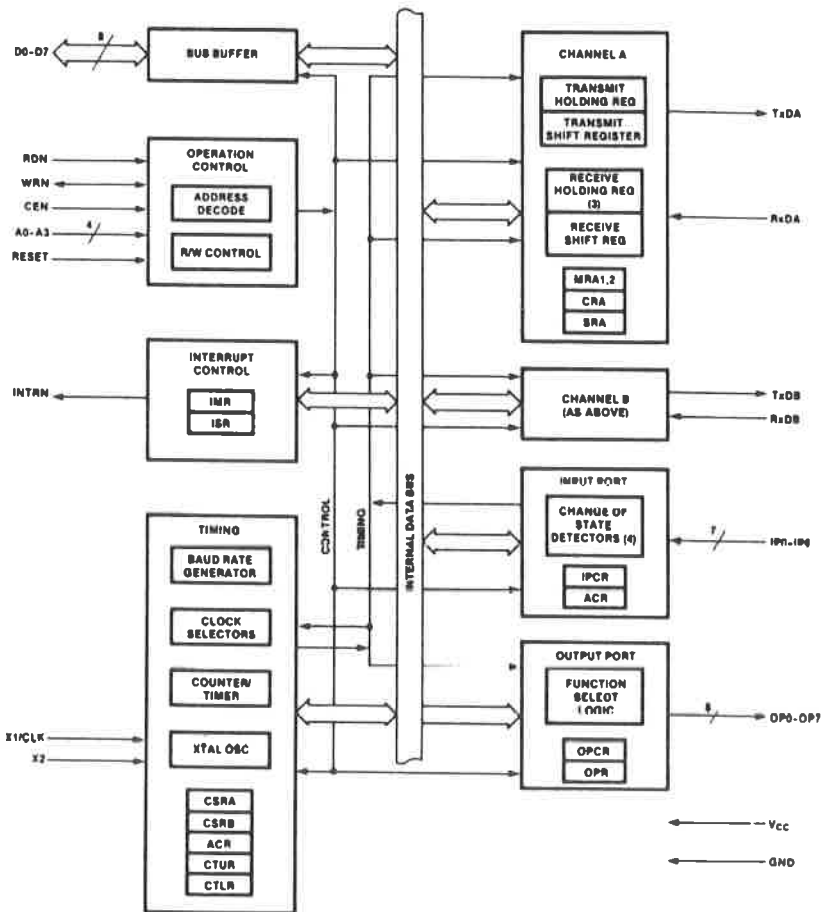 D0-D7
8
BUS BUFFER
RDN
WRN
CEN
A0-A3
4
RESET
OPERATION
CONTROL
ADDRESS
DECODE
R/W CONTROL
INTRN
INTERRUPT
CONTROL
IMR
ISR
X1/CLK
X2
TIMING
BAUD RATE
GENERATOR
CLOCK
SELECTORS
COUNTER/
TIMER
XTAL OSC
CSRA
CSRB
ACR
CTUR
CTLR
CONTROL
TIMING
INTERNAL DATA BUS
CHANNEL A
TRANSMIT
HOLDING REG
TRANSMIT
SHIFT REGISTER
RECEIVE
HOLDING REG
(3)
RECEIVE
SHIFT REG
MRA1,2
CRA
SRA
TxDA
RxDA
CHANNEL B
(AS ABOVE)
TxDB
RxDB
INPUT PORT
CHANGE OF
STATE
DETECTORS (4)
IPCR
ACR
7
OUTPUT PORT
FUNCTION
SELECT
LOGIC
OPCR
OPR
8
OP0-OP7
VCC
GND